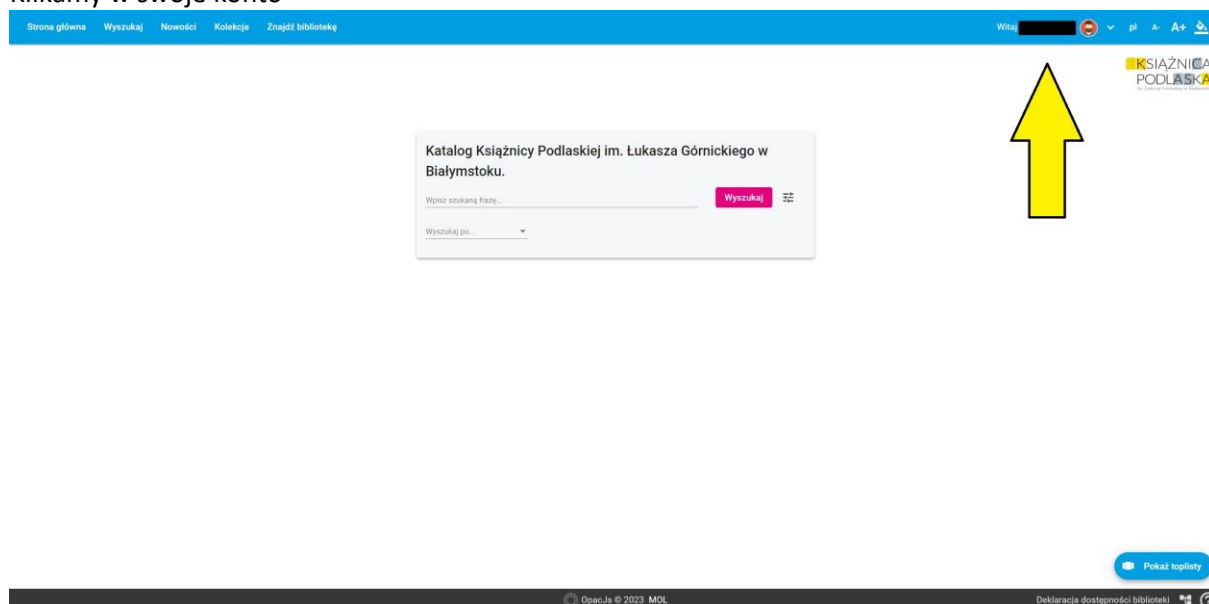 Klikamy w swoje konto
Strona główna Wyszukaj Nowości Kolekcje Znajdź bibliotekę Witaj pl A- A+
KSIĄŻNICA
PODLASKA
Katalog Książnicy Podlaskiej im. Łukasza Górnickiego w
Białymstoku.
Wpisz szukaną frazę... Wyszukaj
Wyszukaj po...
Pokaż toplisty
OpacJs © 2023 MOL Deklaracja dostępności biblioteki